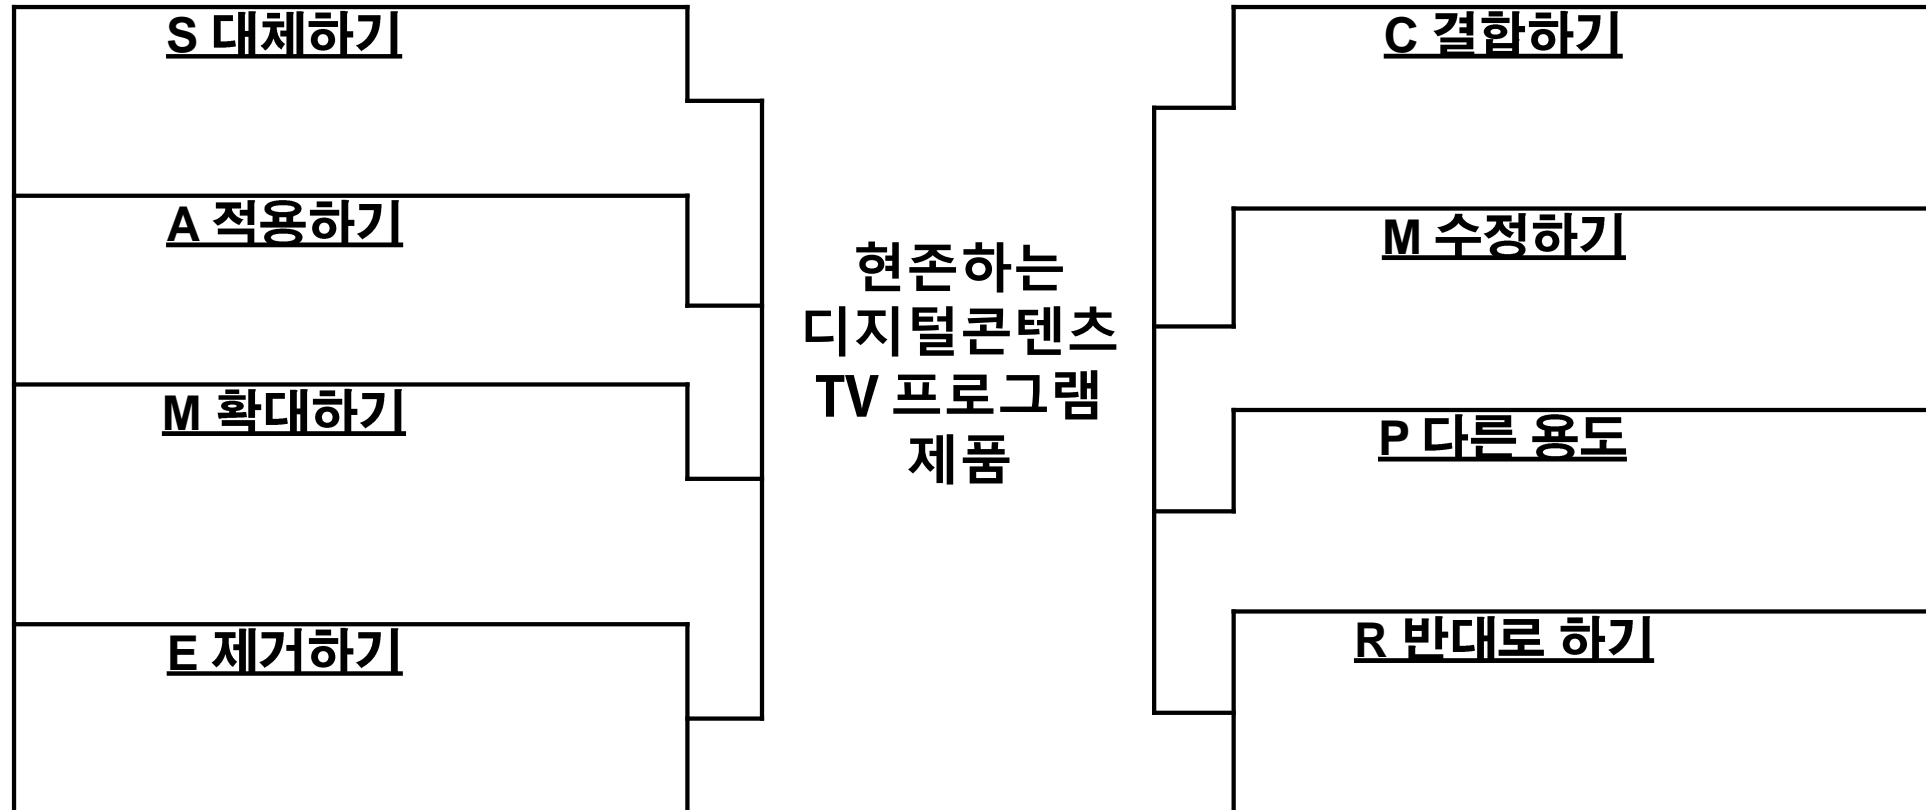 S 대체하기
C 결합하기
A 적용하기
M 수정하기
현존하는
디지털콘텐츠
TV 프로그램
제품
M 확대하기
P 다른 용도
E 제거하기
R 반대로 하기